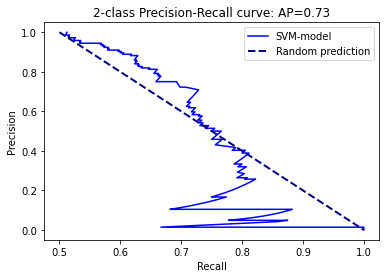 2-class Precision-Recall curve: AP=0.73
SVM-model
Random prediction
Precision
1.0
0.8
0.6
0.4
0.2
0.0
0.5 0.6 0.7 0.8 0.9 1.0
Recall